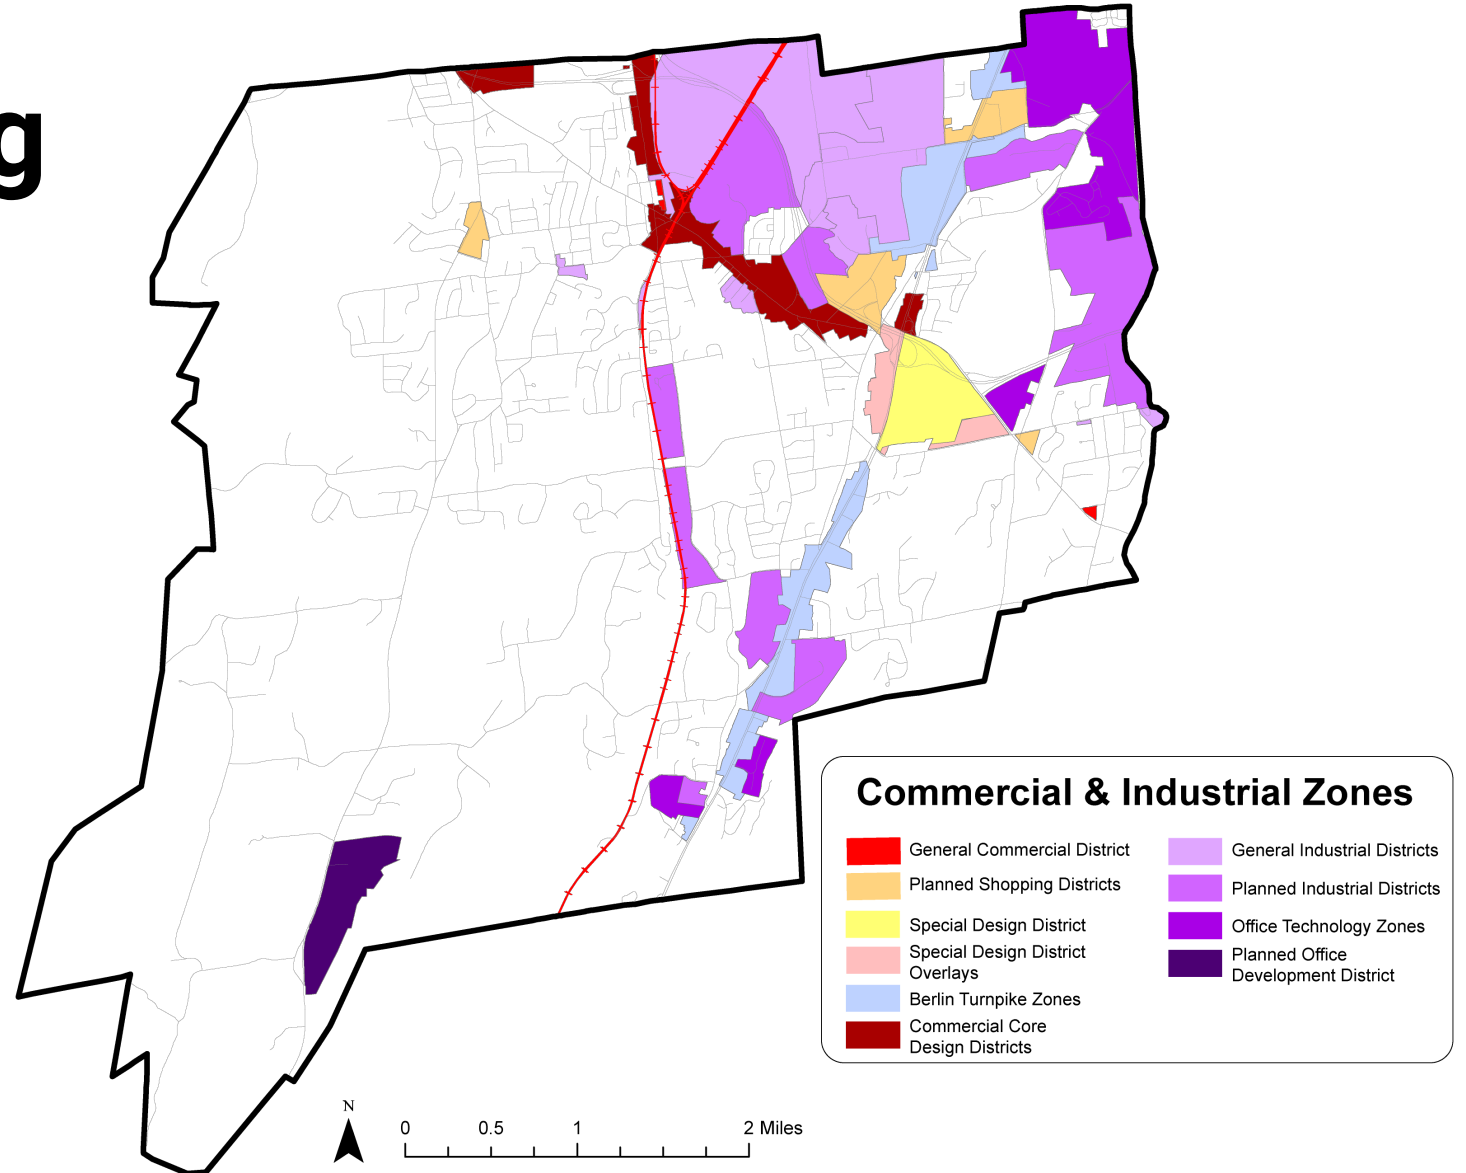 g
Commercial & Industrial Zones
General Commercial District
Planned Shopping Districts
Special Design District
Special Design District
Overlays
Berlin Turnpike Zones
Commercial Core
Design Districts
General Industrial Districts
Planned Industrial Districts
Office Technology Zones
Planned Office
Development District
N
0 0.5 1 2 Miles